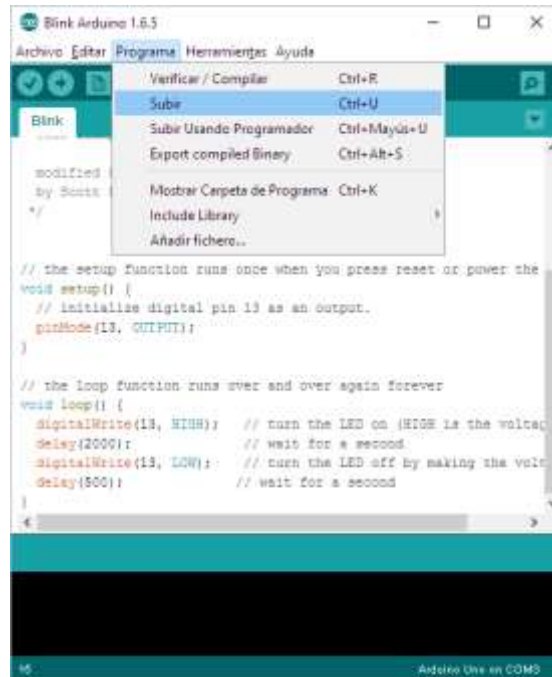 Blink Arduino 1.6.5
Archivo Editar Programa Herramientas Ayuda
Verificar / Compilar Ctrl+R
Subir Ctrl+U
Blink
Subir Usando Programador Ctrl+Mayús+U
Export compiled Binary Ctrl+Alt+S
modified
by Scott
*/
Mostrar Carpeta de Programa Ctrl+K
Include Library
Añadir fichero...
// the setup function runs once when you press reset or power the
void setup() {
// initialize digital pin 13 as an output.
pinMode(13, OUTPUT);
}
// the loop function runs over and over again forever
void loop() {
digitalWrite(13, HIGH); // turn the LED on (HIGH is the voltag
delay(2000); // wait for a second
digitalWrite(13, LOW); // turn the LED off by making the volt
delay(500); // wait for a second
}
Arduino Uno on COM3